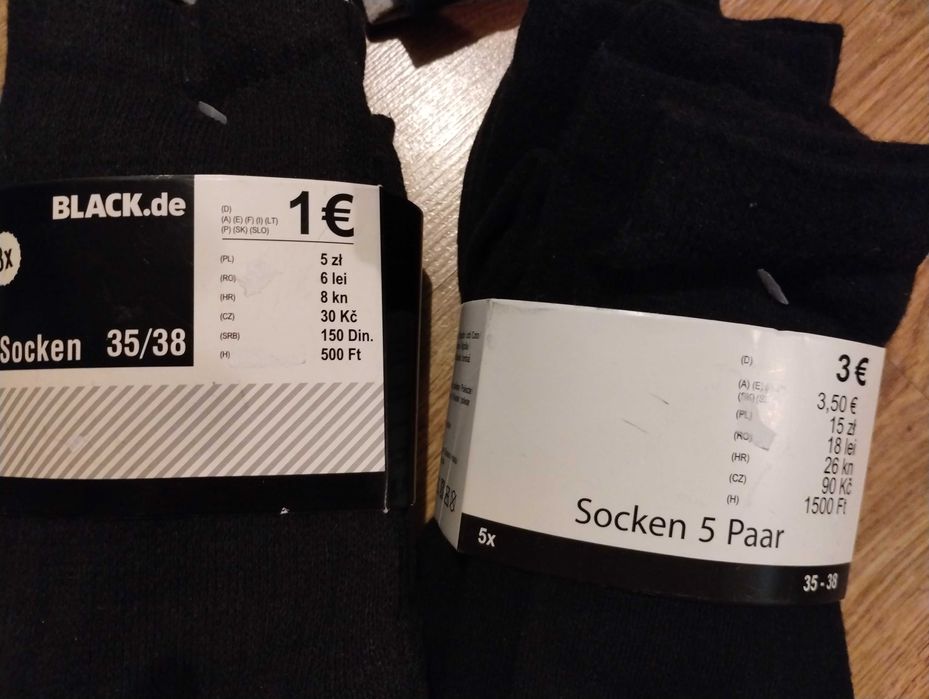 BLACK.de
Socken 35/38
(D)
(A) (E) (F) (I) (LT)
(P) (SK) (SLO)
1€
(PL) 5 zł
(RO) 6 lei
(HR) 8 kn
(CZ) 30 Kč
(SRB) 150 Din.
(H) 500 Ft
(D) 3€
(A) (E)
3,50€
(PL) 15 zł
(RO) 18 lei
(HR) 26 kn
(CZ) 90 Kč
(H) 1500 Ft
Socken 5 Paar
5x
35 - 38